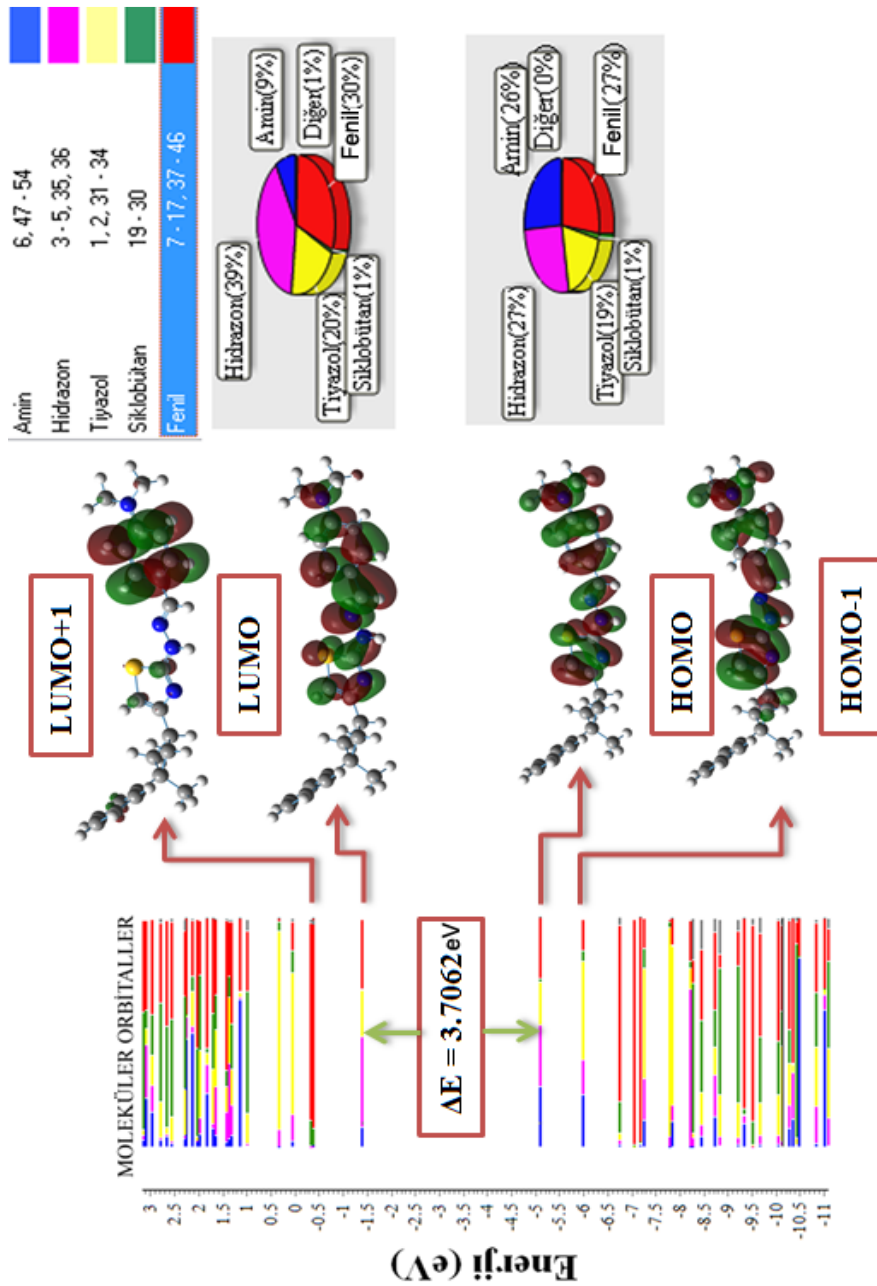 MOLEKÜLER ORBİTALLER
Enerji (eV)
3
2.5
2
1.5
1
0.5
0
-0.5
-1
-1.5
-2
-2.5
-3
-3.5
-4
-4.5
-5
-5.5
-6
-6.5
-7
-7.5
-8
-8.5
-9
-9.5
-10
-10.5
-11
ΔE = 3.7062eV
LUMO+1
LUMO
HOMO
HOMO-1
Amin 6, 47 - 54
Hidrazon 3 - 5, 35, 36
Tiyazol 1, 2, 31 - 34
Siklobütan 19 - 30
Fenil 7 - 17, 37 - 46
Hidrazon(39%)
Amin(9%)
Diğer(1%)
Fenil(30%)
Tiyazol(20%)
Siklobütan(1%)
Hidrazon(27%)
Amin(26%)
Diğer(0%)
Fenil(27%)
Tiyazol(19%)
Siklobütan(1%)